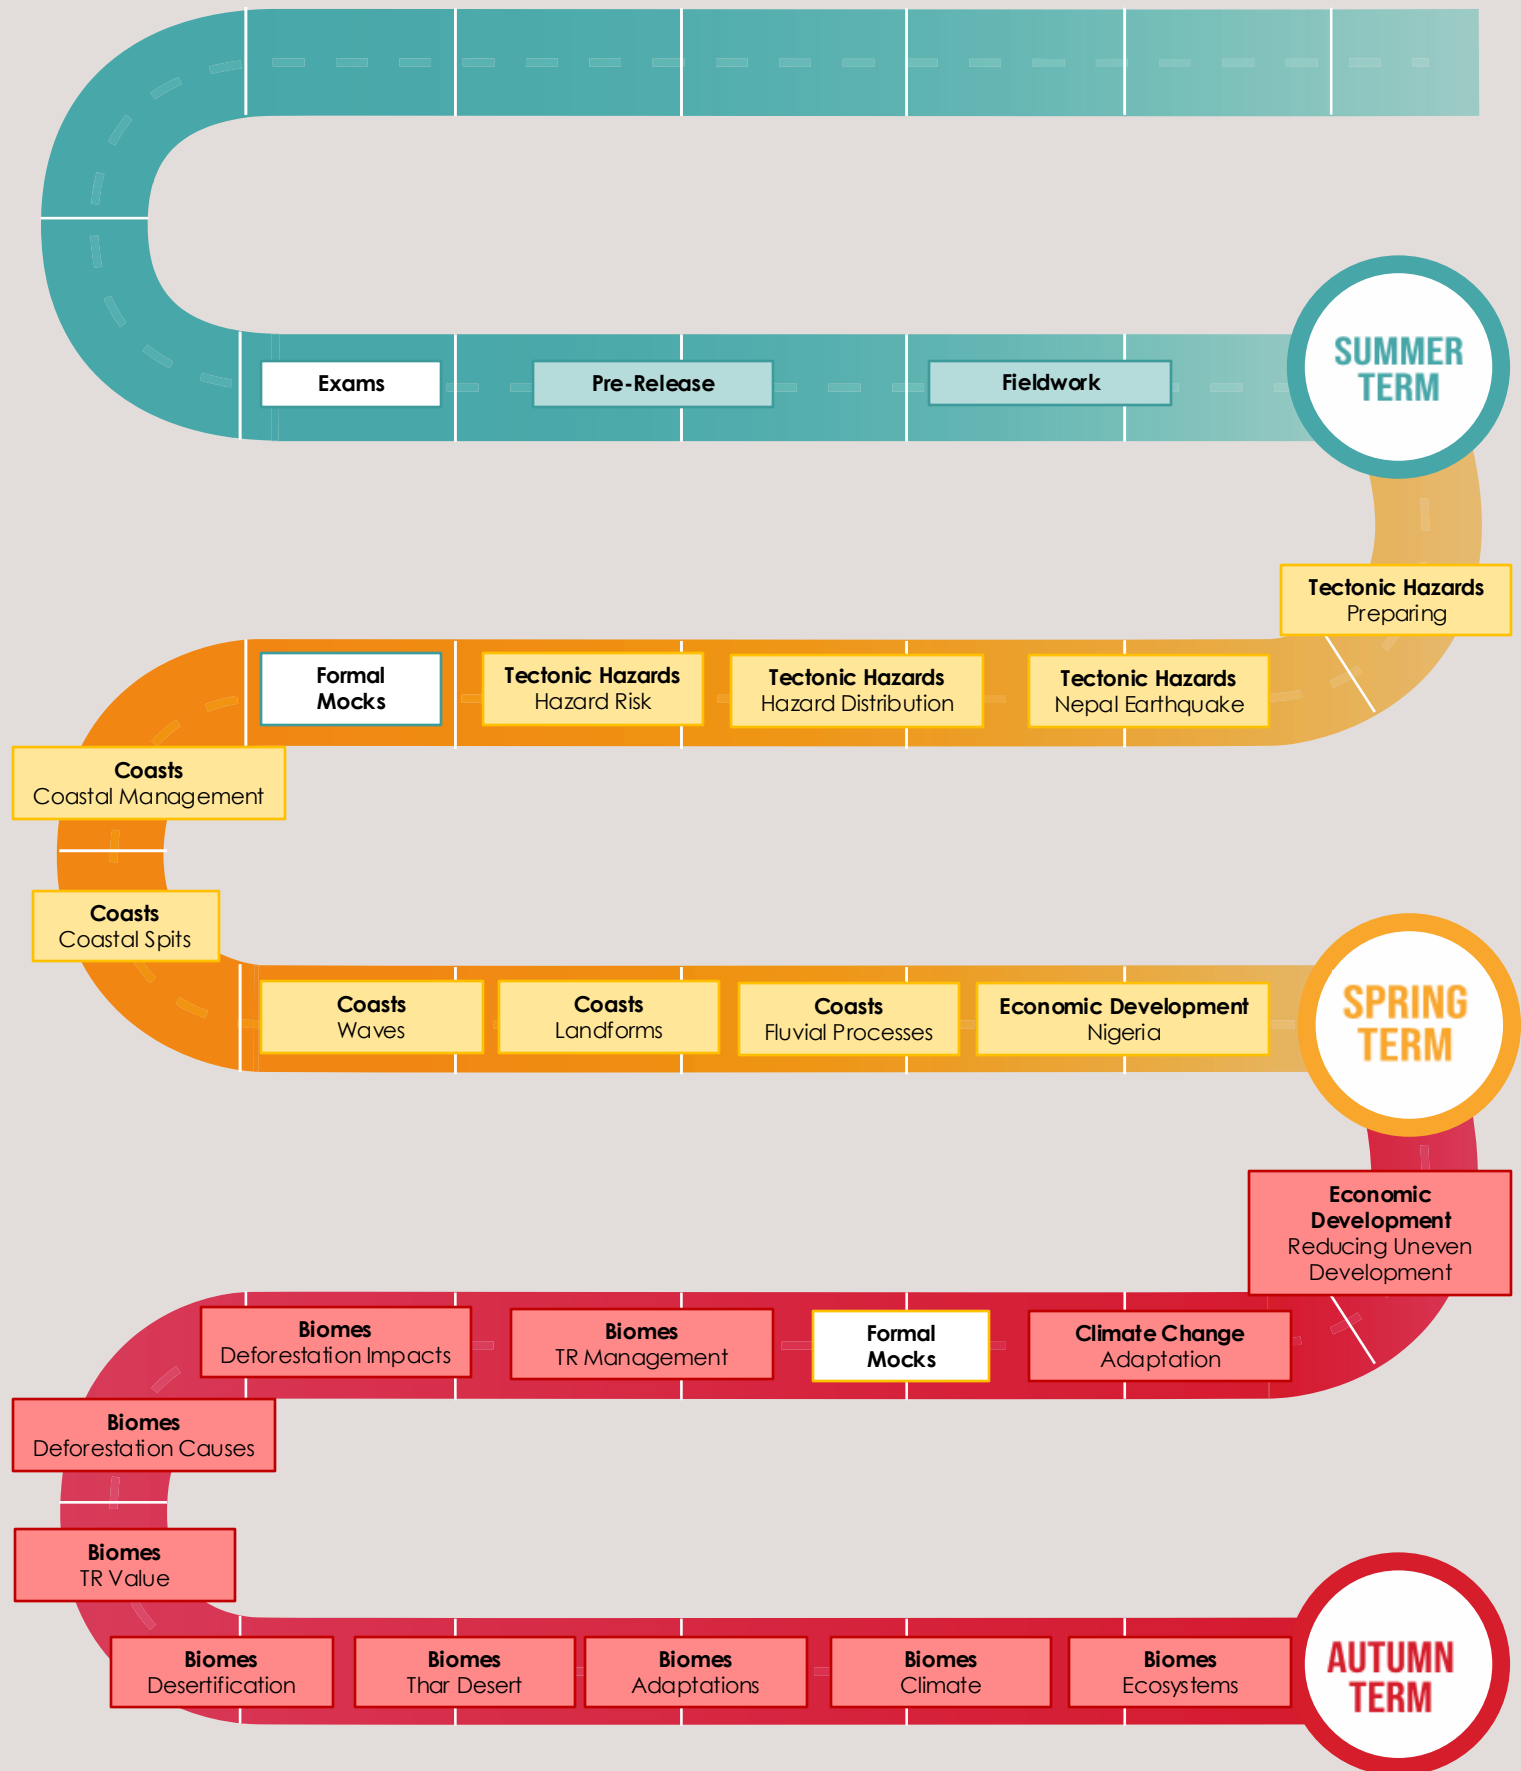 Exams
Pre-Release
Fieldwork
SUMMER
TERM
Tectonic Hazards
Preparing
Formal
Mocks
Tectonic Hazards
Hazard Risk
Tectonic Hazards
Hazard Distribution
Tectonic Hazards
Nepal Earthquake
Coasts
Coastal Management
Coasts
Coastal Spits
Coasts
Waves
Coasts
Landforms
Coasts
Fluvial Processes
Economic Development
Nigeria
SPRING
TERM
Economic
Development
Reducing Uneven
Development
Biomes
Deforestation Impacts
Biomes
TR Management
Formal
Mocks
Climate Change
Adaptation
Biomes
Deforestation Causes
Biomes
TR Value
Biomes
Desertification
Biomes
Thar Desert
Biomes
Adaptations
Biomes
Climate
Biomes
Ecosystems
AUTUMN
TERM